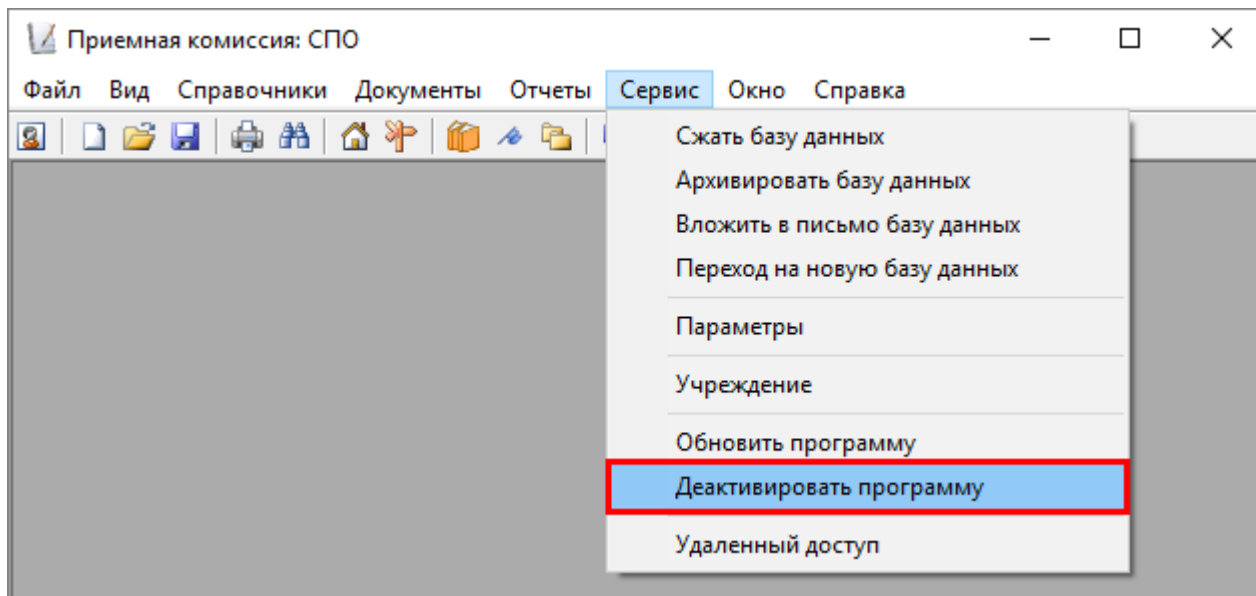 Приемная комиссия: СПО
Файл Вид Справочники Документы Отчеты Сервис Окно Справка
Сжать базу данных
Архивировать базу данных
Вложить в письмо базу данных
Переход на новую базу данных
Параметры
Учреждение
Обновить программу
Деактивировать программу
Удаленный доступ